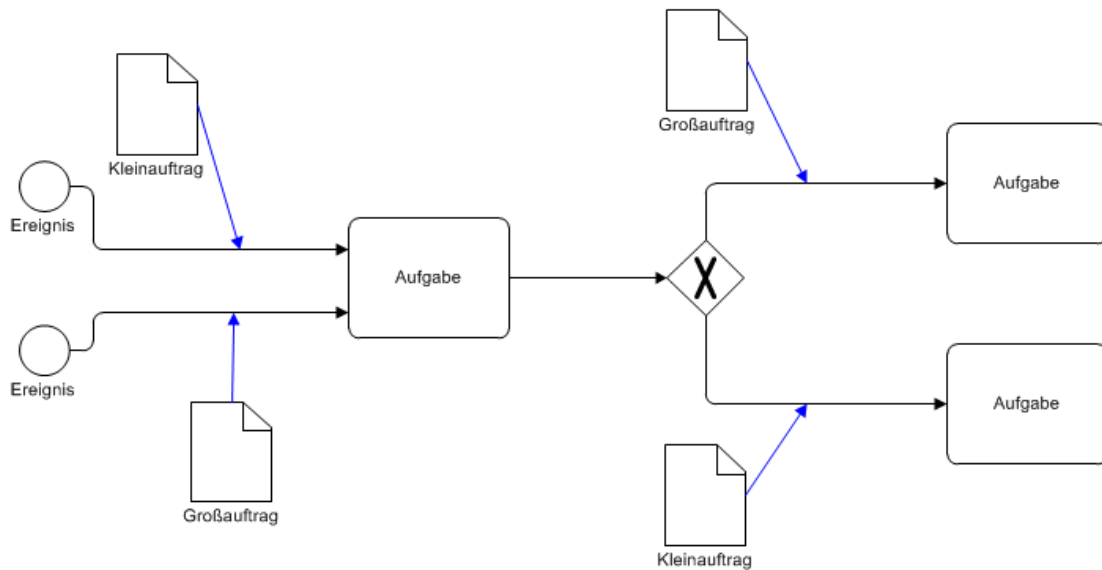 Großauftrag
Kleinauftrag
Aufgabe
Ereignis
Aufgabe
Ereignis
Aufgabe
Großauftrag
Kleinauftrag